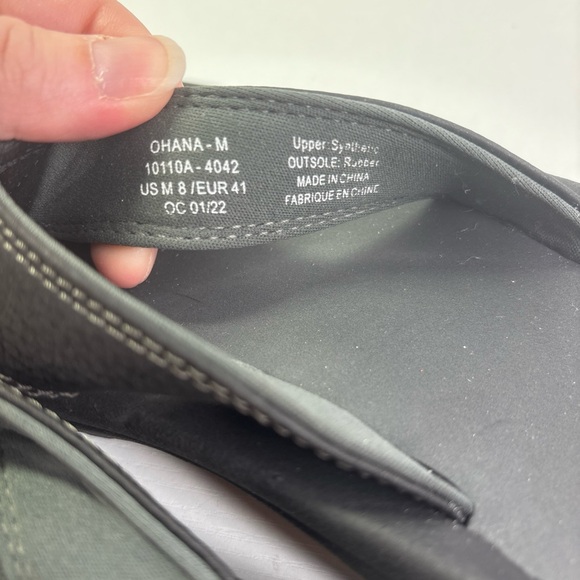 OHANA - M
10110A - 4042
US M 8 / EUR 41
OC 01/22
Upper: Synthetic
OUTSOLE: Rubber
MADE IN CHINA
FABRIQUE EN CHINE